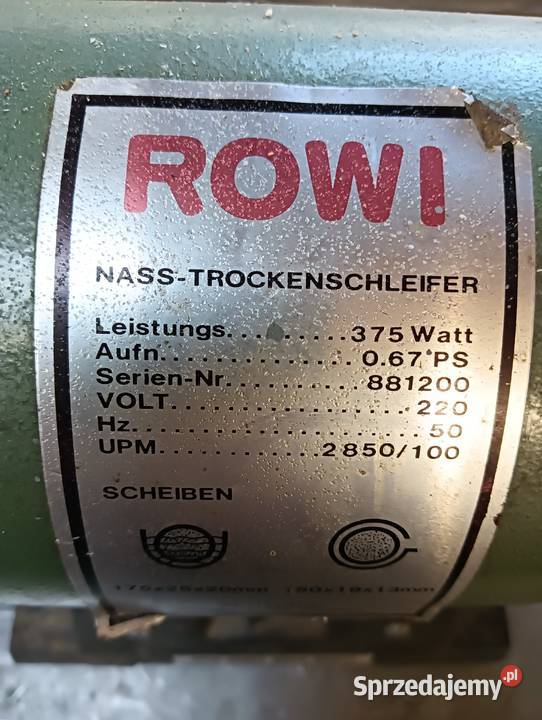 ROWI
NASS-TROCKENSCHLEIFER
Leistungs..........375 Watt
Aufn...................0.67 PS
Serien-Nr............881200
VOLT.......................220
Hz............................50
UPM................2850/100
SCHEIBEN
Sprzedajemy.pl